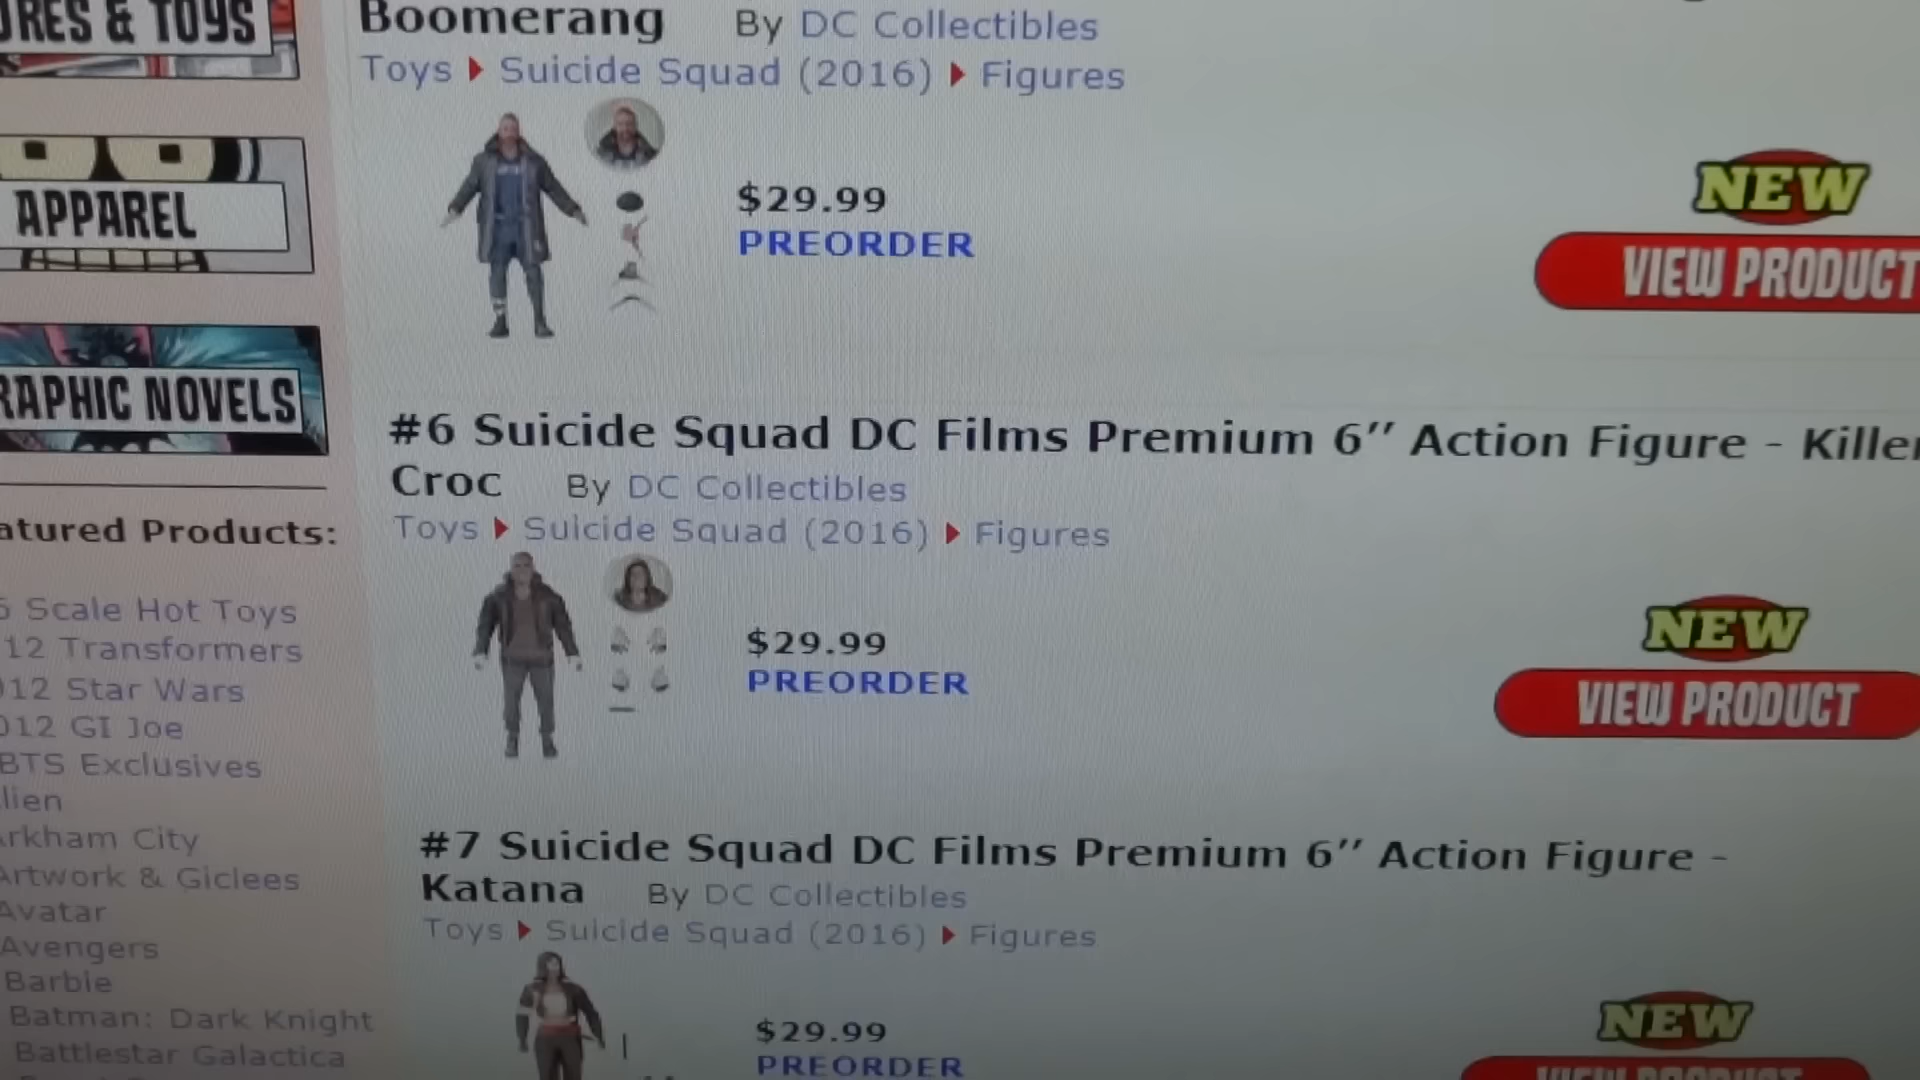 RES & TOYS
APPAREL
RAPHIC NOVELS
atured Products:
Scale Hot Toys
12 Transformers
012 Star Wars
012 GI Joe
BTS Exclusives
lien
rkham City
Artwork & Giclees
Avatar
Avengers
Barbie
Batman: Dark Knight
Battlestar Galactica
Boomerang By DC Collectibles
Toys Suicide Squad (2016) Figures
$29.99
PREORDER
NEW
VIEW PRODUCT
#6 Suicide Squad DC Films Premium 6″ Action Figure - Killer
Croc By DC Collectibles
Toys Suicide Squad (2016) Figures
$29.99
PREORDER
NEW
VIEW PRODUCT
#7 Suicide Squad DC Films Premium 6″ Action Figure -
Katana By DC Collectibles
Toys Suicide Squad (2016) Figures
$29.99
PREORDER
NEW
VIEW PRODUCT